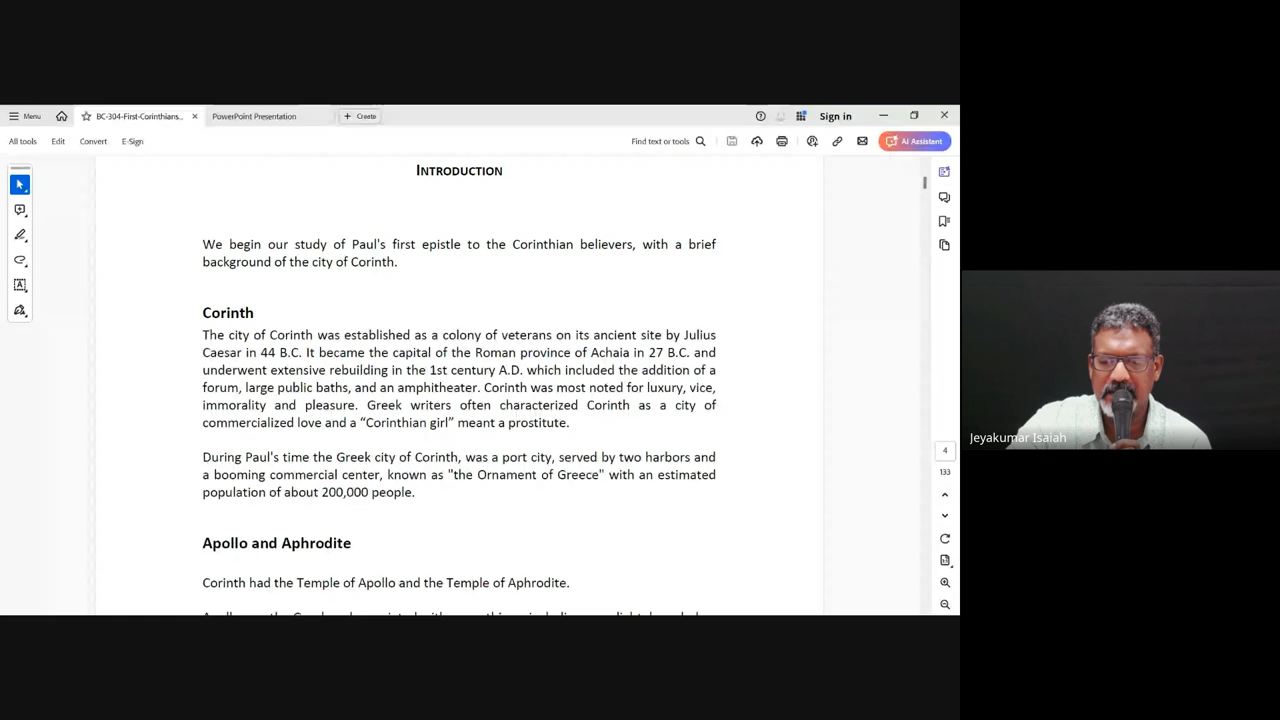 Menu
BC-304-First-Corinthians...
PowerPoint Presentation
Create
Sign in
All tools
Edit
Convert
E-Sign
Find text or tools
AI Assistant
INTRODUCTION
We begin our study of Paul's first epistle to the Corinthian believers, with a brief
background of the city of Corinth.
Corinth
The city of Corinth was established as a colony of veterans on its ancient site by Julius
Caesar in 44 B.C. It became the capital of the Roman province of Achaia in 27 B.C. and
underwent extensive rebuilding in the 1st century A.D. which included the addition of a
forum, large public baths, and an amphitheater. Corinth was most noted for luxury, vice,
immorality and pleasure. Greek writers often characterized Corinth as a city of
commercialized love and a “Corinthian girl” meant a prostitute.
During Paul's time the Greek city of Corinth, was a port city, served by two harbors and
a booming commercial center, known as "the Ornament of Greece" with an estimated
population of about 200,000 people.
Apollo and Aphrodite
Corinth had the Temple of Apollo and the Temple of Aphrodite.
4
133
Jeyakumar Isaiah